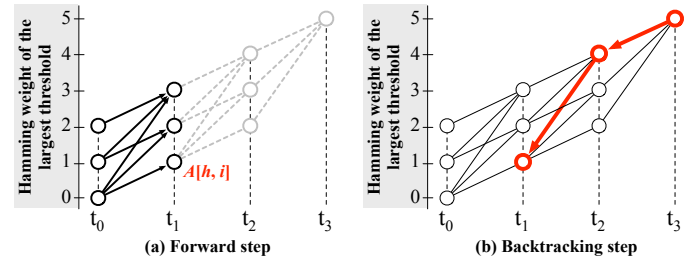 Hamming weight of the
largest threshold
5
4
3
2
1
0
A[h, i]
t0 t1 t2 t3
(a) Forward step
Hamming weight of the
largest threshold
5
4
3
2
1
0
t0 t1 t2 t3
(b) Backtracking step